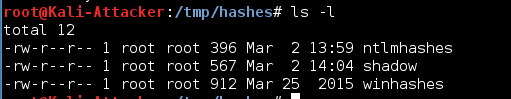 root@Kali-Attacker:/tmp/hashes# ls -l
total 12
-rw-r--r-- 1 root root 396 Mar  2 13:59 ntlmhashes
-rw-r--r-- 1 root root 567 Mar  2 14:04 shadow
-rw-r--r-- 1 root root 912 Mar 25  2015 winhashes
root@Kali-Attacker:/tmp/hashes#